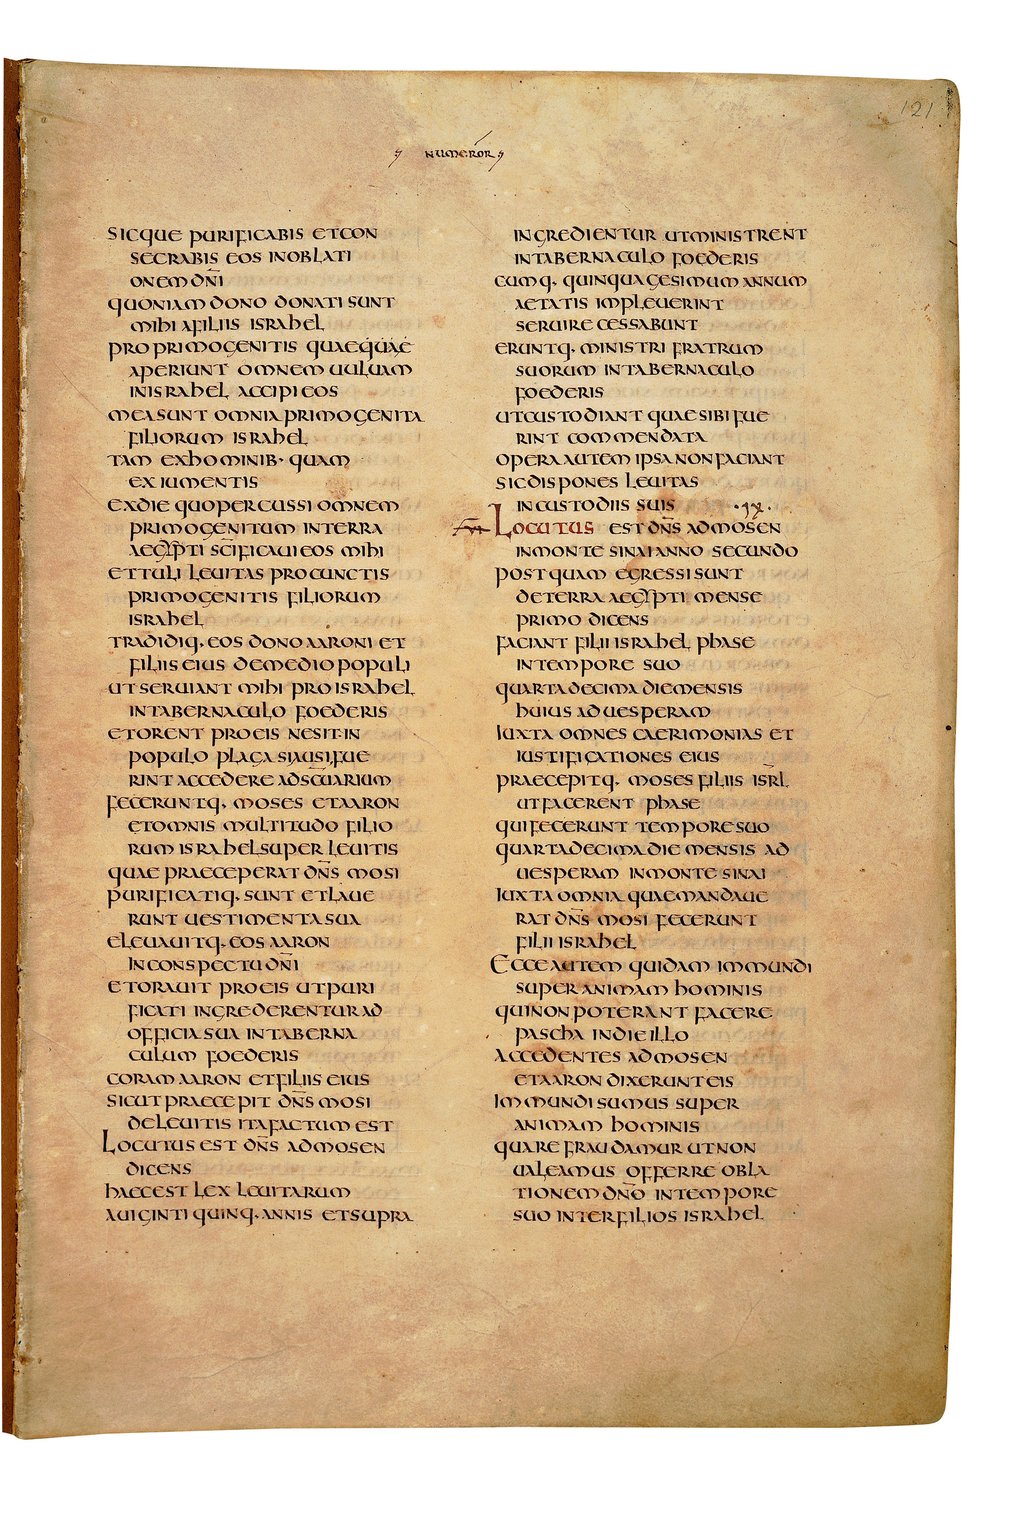 121
NUMEROR
SICQUE PURIFICABIS ET CON
SECRABIS EOS IN OBLATI
ONEM DN̄I
QUONIAM DONO DONATI SUNT
MIHI A FILIIS ISRAHEL
PRO PRIMOGENITIS QUAEQUAE
APERIUNT OMNEM UULUAM
IN ISRAHEL ACCIPI EOS
MEA SUNT OMNIA PRIMOGENITA
FILIORUM ISRAHEL
TAM EX HOMINIB· QUAM
EX IUMENTIS
EX DIE QUO PERCUSSI OMNEM
PRIMOGENITUM IN TERRA
AEGYPTI SC̄IFICAUI EOS MIHI
ET TULI LEUITAS PRO CUNCTIS
PRIMOGENITIS FILIORUM
ISRAHEL
TRADIDIQ· EOS DONO AARONI ET
FILIIS EIUS DE MEDIO POPULI
UT SERUIANT MIHI PRO ISRAHEL
IN TABERNACULO FOEDERIS
ET ORENT PRO EIS NE SIT IN
POPULO PLAGA SI AUSI FUE
RINT ACCEDERE AD SC̄UARIUM
FECERUNTQ· MOSES ET AARON
ET OMNIS MULTITUDO FILIO
RUM ISRAHEL SUPER LEUITIS
QUAE PRAECEPERAT DN̄S MOSI
PURIFICATIQ· SUNT ET LAUE
RUNT UESTIMENTA SUA
ELEUAUITQ· EOS AARON
IN CONSPECTU DN̄I
ET ORAUIT PRO EIS UT PURI
FICATI INGREDERENTUR AD
OFFICIA SUA IN TABERNA
CULUM FOEDERIS
CORAM AARON ET FILIIS EIUS
SICUT PRAECEPIT DN̄S MOSI
DE LEUITIS ITA FACTUM EST
LOCUTUS EST DN̄S AD MOSEN
DICENS
HAEC EST LEX LEUITARUM
A UIGINTI QUINQ· ANNIS ET SUPRA
INGREDIENTUR UT MINISTRENT
IN TABERNACULO FOEDERIS
CUMQ· QUINQUAGESIMUM ANNUM
AETATIS IMPLEUERINT
SERUIRE CESSABUNT
ERUNTQ· MINISTRI FRATRUM
SUORUM IN TABERNACULO
FOEDERIS
UT CUSTODIANT QUAE SIBI FUE
RINT COMMENDATA
OPERA AUTEM IPSA NON FACIANT
SIC DISPONES LEUITAS
IN CUSTODIIS SUIS
LOCUTUS EST DN̄S AD MOSEN
IN MONTE SINAI ANNO SECUNDO
POSTQUAM EGRESSI SUNT
DE TERRA AEGYPTI MENSE
PRIMO DICENS
FACIANT FILII ISRAHEL PHASE
IN TEMPORE SUO
QUARTA DECIMA DIE MENSIS
HUIUS AD UESPERAM
IUXTA OMNES CAERIMONIAS ET
IUSTIFICATIONES EIUS
PRAECEPITQ· MOSES FILIIS ISR̄L
UT FACERENT PHASE
QUI FECERUNT TEMPORE SUO
QUARTA DECIMA DIE MENSIS AD
UESPERAM IN MONTE SINAI
IUXTA OMNIA QUAE MANDAUE
RAT DN̄S MOSI FECERUNT
FILII ISRAHEL
ECCE AUTEM QUIDAM IMMUNDI
SUPER ANIMAM HOMINIS
QUI NON POTERANT FACERE
PASCHA IN DIE ILLO
ACCEDENTES AD MOSEN
ET AARON DIXERUNT EIS
IMMUNDI SUMUS SUPER
ANIMAM HOMINIS
QUARE FRAUDAMUR UT NON
UALEAMUS OFFERRE OBLA
TIONEM DN̄O IN TEMPORE
SUO INTER FILIOS ISRAHEL